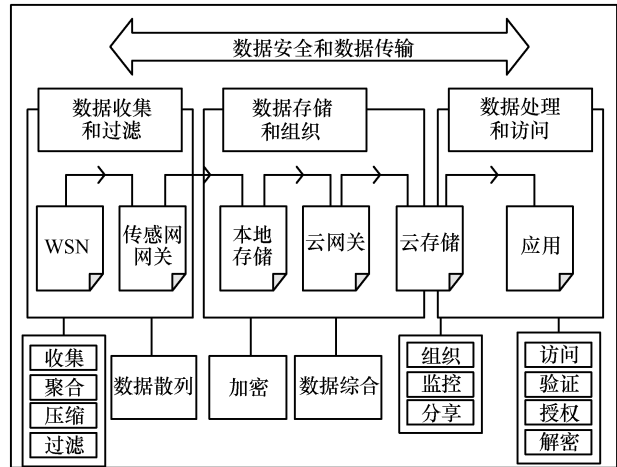 数据安全和数据传输
数据收集
和过滤
数据存储
和组织
数据处理
和访问
WSN
传感网
网关
本地
存储
云网关
云存储
应用
收集
聚合
压缩
过滤
数据散列
加密
数据综合
组织
监控
分享
访问
验证
授权
解密